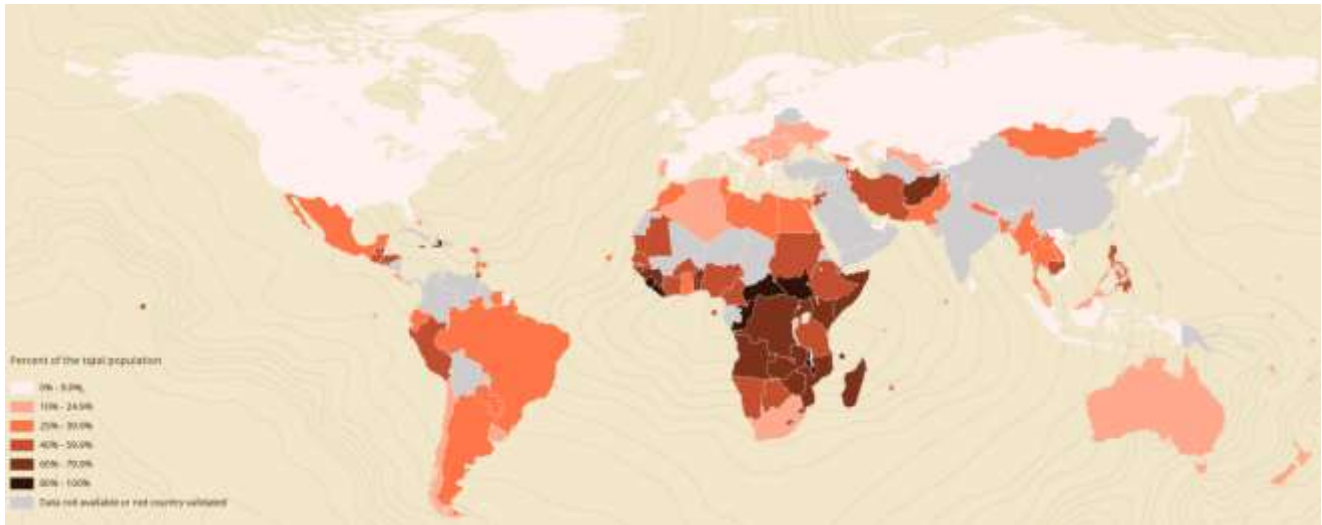 Percent of the total population
0% - 9.9%
10% - 24.9%
25% - 39.9%
40% - 59.9%
60% - 79.9%
80% - 100%
Data not available or not country validated